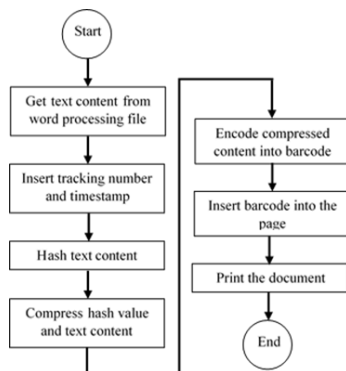 Start
Get text content from
word processing file
Insert tracking number
and timestamp
Hash text content
Compress hash value
and text content
Encode compressed
content into barcode
Insert barcode into the
page
Print the document
End